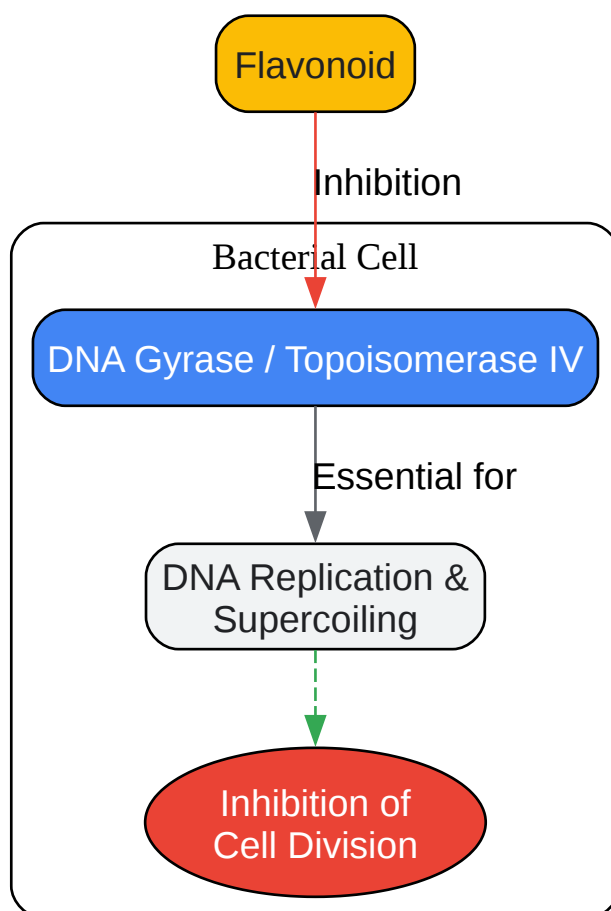 Flavonoid
Inhibition
Bacterial Cell
DNA Gyrase / Topoisomerase IV
Essential for
DNA Replication &
Supercoiling
Inhibition of
Cell Division